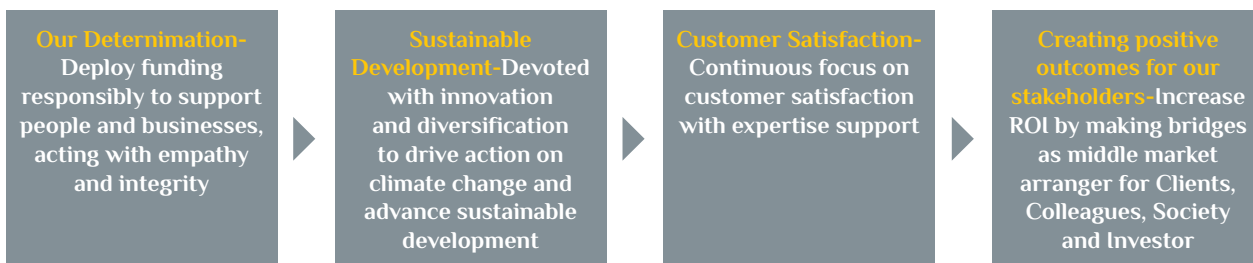 Our Deternimation-
Deploy funding
responsibly to support
people and businesses,
acting with empathy
and integrity
Sustainable
Development-Devoted
with innovation
and diversification
to drive action on
climate change and
advance sustainable
development
Customer Satisfaction-
Continuous focus on
customer satisfaction
with expertise support
Creating positive
outcomes for our
stakeholders-Increase
ROI by making bridges
as middle market
arranger for Clients,
Colleagues, Society
and Investor